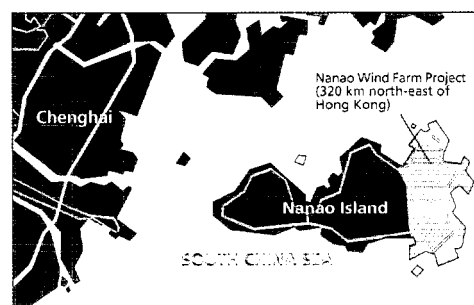 Nanao Wind Farm Project
(320 km north-east of
Hong Kong)
Chenghai
Nanao Island
SOUTH CHINA SEA